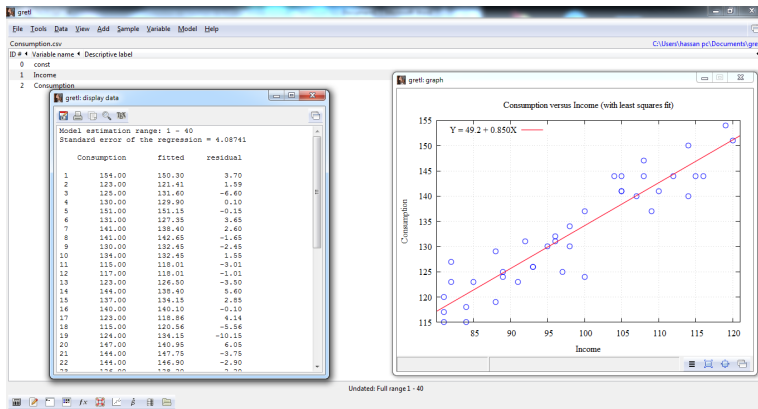 gretl
File Tools Data View Add Sample Variable Model Help
Consumption.csv
C:\Users\hassan pc\Documents\gre
ID # Variable name Descriptive label
0 const
1 Income
2 Consumption
gretl: display data
Model estimation range: 1 - 40
Standard error of the regression = 4.08741
Consumption fitted residual
1 154.00 150.30 3.70
2 123.00 121.41 1.59
3 125.00 131.60 -6.60
4 130.00 129.90 0.10
5 151.00 151.15 -0.15
6 131.00 127.35 3.65
7 141.00 138.40 2.60
8 141.00 142.65 -1.65
9 130.00 132.45 -2.45
10 134.00 132.45 1.55
11 115.00 118.01 -3.01
12 117.00 118.01 -1.01
13 123.00 126.50 -3.50
14 144.00 138.40 5.60
15 137.00 134.15 2.85
16 140.00 140.10 -0.10
17 123.00 118.86 4.14
18 115.00 120.56 -5.56
19 124.00 134.15 -10.15
20 147.00 140.95 6.05
21 144.00 147.75 -3.75
22 144.00 146.90 -2.90
gretl: graph
Consumption versus Income (with least squares fit)
Y = 49.2 + 0.850X
155
150
145
140
135
130
125
120
115
Consumption
85 90 95 100 105 110 115 120
Income
Undated: Full range 1 - 40
fx
β̂